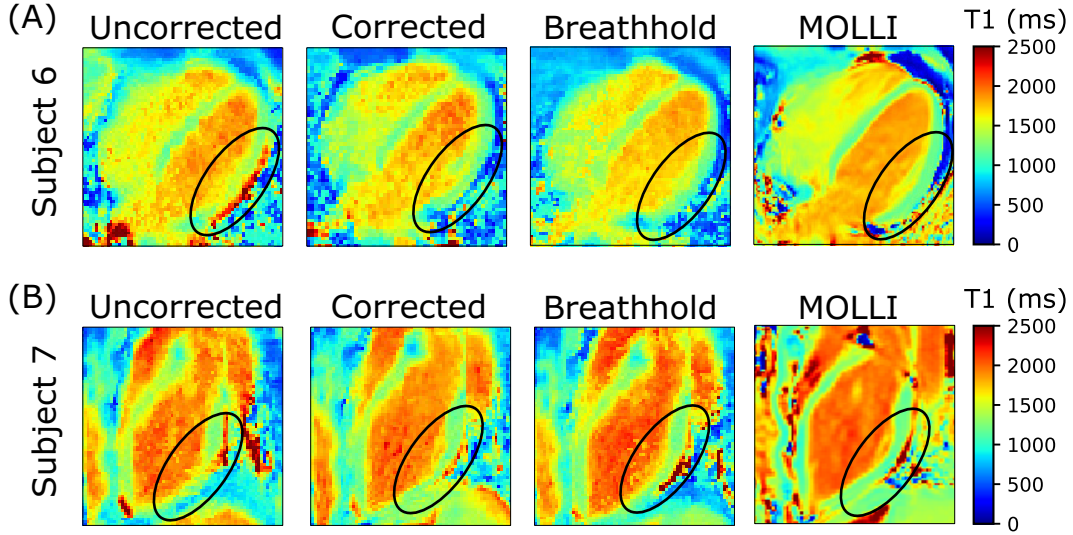 (A)
Uncorrected
Corrected
Breathhold
MOLLI
T1 (ms)
Subject 6
2500
2000
1500
1000
500
0
(B)
Uncorrected
Corrected
Breathhold
MOLLI
T1 (ms)
Subject 7
2500
2000
1500
1000
500
0